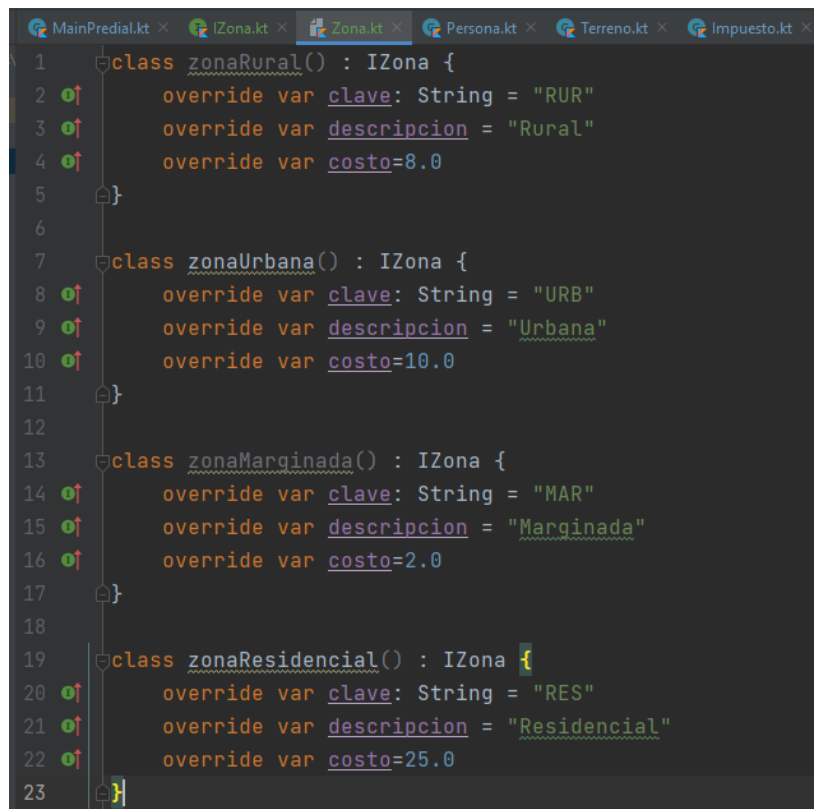 MainPredial.kt IZona.kt Zona.kt Persona.kt Terreno.kt Impuesto.kt
1 class zonaRural() : IZona {
2 override var clave: String = "RUR"
3 override var descripcion = "Rural"
4 override var costo=8.0
5 }
6
7 class zonaUrbana() : IZona {
8 override var clave: String = "URB"
9 override var descripcion = "Urbana"
10 override var costo=10.0
11 }
12
13 class zonaMarginada() : IZona {
14 override var clave: String = "MAR"
15 override var descripcion = "Marginada"
16 override var costo=2.0
17 }
18
19 class zonaResidencial() : IZona {
20 override var clave: String = "RES"
21 override var descripcion = "Residencial"
22 override var costo=25.0
23 }